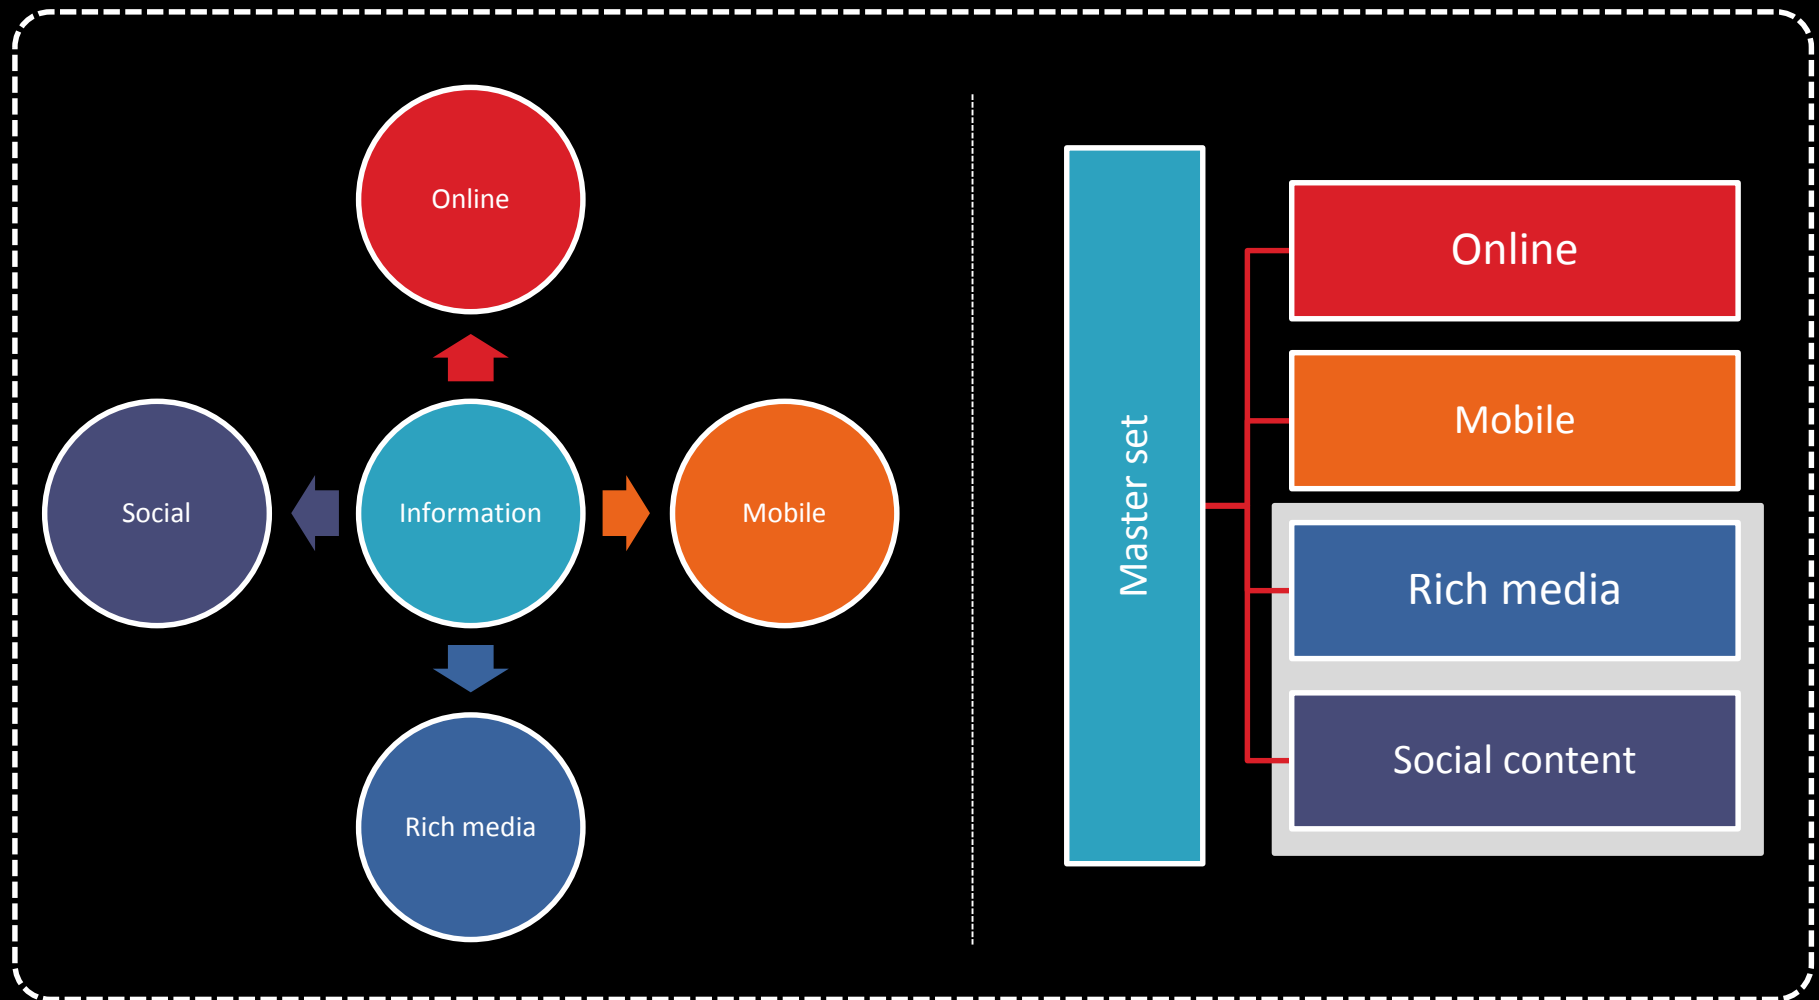 Online
Social
Information
Mobile
Rich media
Master set
Online
Mobile
Rich media
Social content